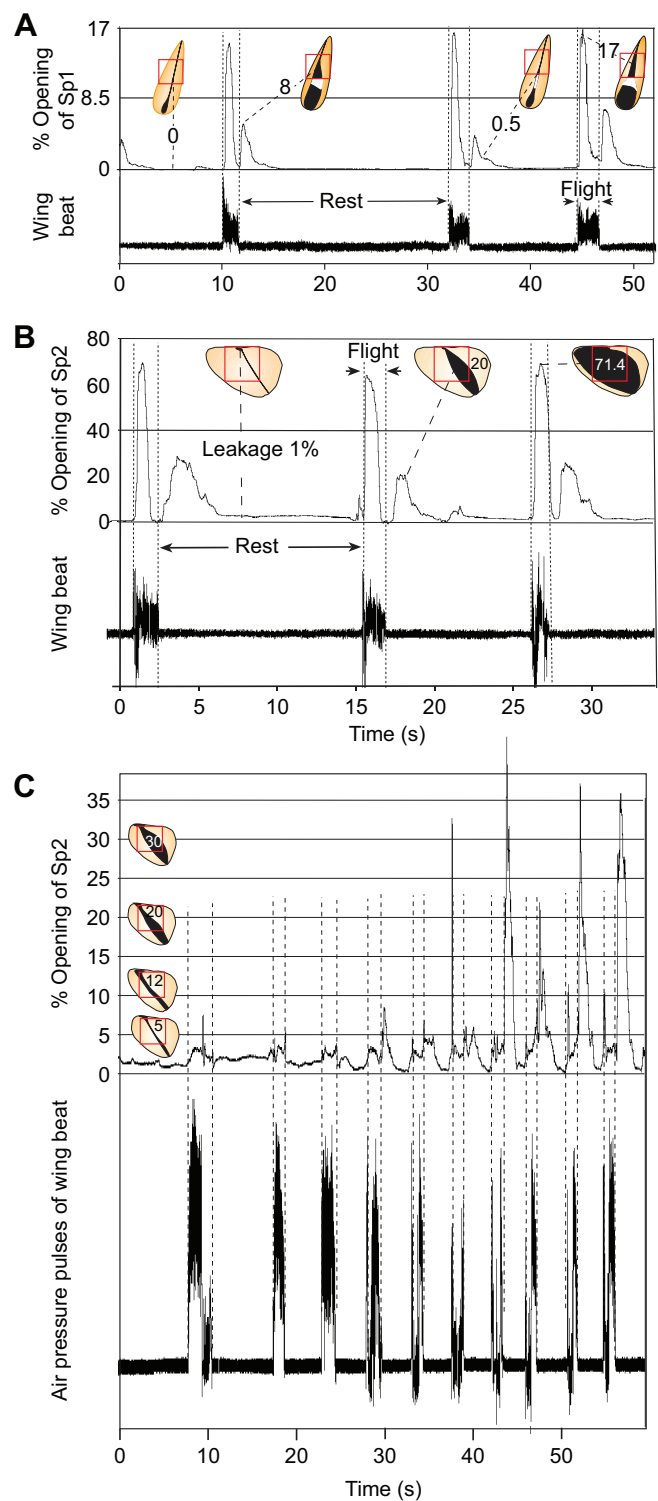 A
17
8.5
0
% Opening
of Sp1
0
8
0.5
17
Wing
beat
Rest
Flight
0
10
20
30
40
50
B
80
60
40
20
0
% Opening of Sp2
Flight
20
71.4
Leakage 1%
Rest
Wing beat
0
5
10
15
20
25
30
Time (s)
C
35
30
25
20
15
10
5
0
% Opening of Sp2
30
20
12
5
Air pressure pulses of wing beat
0
10
20
30
40
50
Time (s)